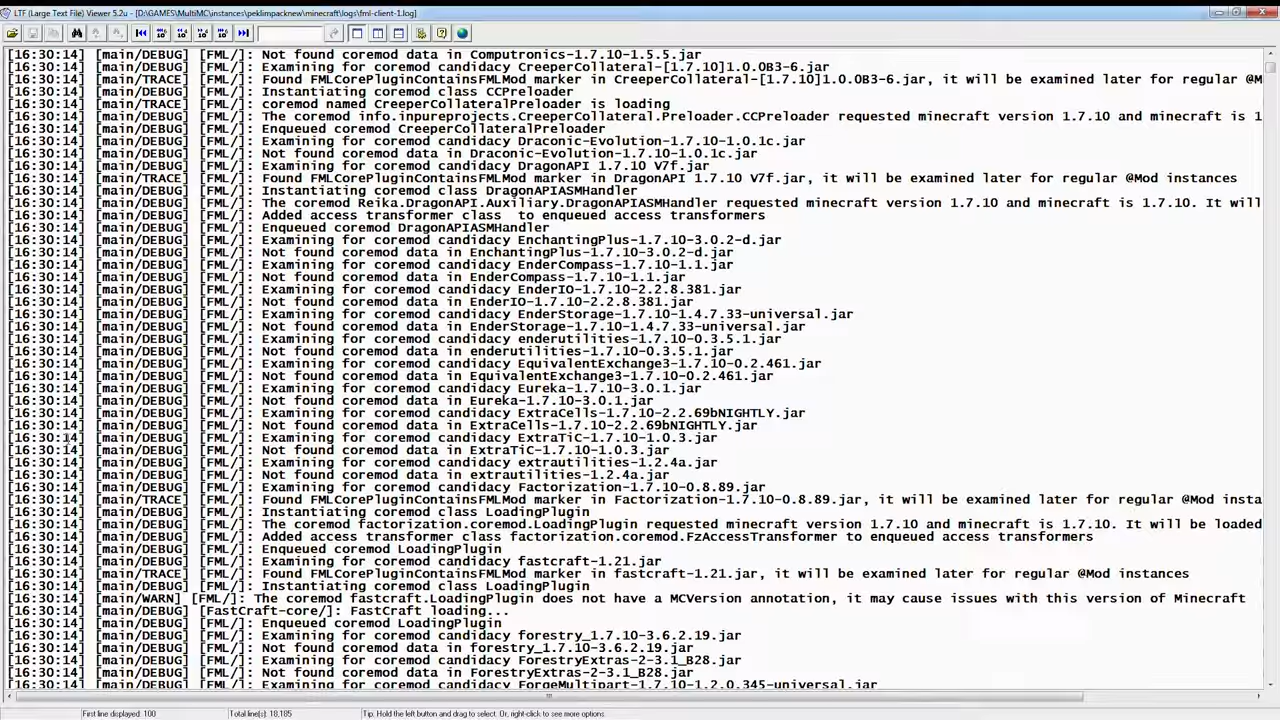 LTF (Large Text File) Viewer 5.2u - [D:\GAMES\MultiMC\instances\peklimpacknew\minecraft\logs\fml-client-1.log]
[16:30:14] [main/DEBUG] [FML/]: Not found coremod data in Computronics-1.7.10-1.5.5.jar
[16:30:14] [main/DEBUG] [FML/]: Examining for coremod candidacy CreeperCollateral-[1.7.10]1.0.0B3-6.jar
[16:30:14] [main/TRACE] [FML/]: Found FMLCorePluginContainsFMLMod marker in CreeperCollateral-[1.7.10]1.0.0B3-6.jar, it will be examined later for regular @M
[16:30:14] [main/DEBUG] [FML/]: Instantiating coremod class CCPreloader
[16:30:14] [main/TRACE] [FML/]: coremod named CreeperCollateralPreloader is loading
[16:30:14] [main/DEBUG] [FML/]: The coremod info.inpureprojects.CreeperCollateral.Preloader.CCPreloader requested minecraft version 1.7.10 and minecraft is 1
[16:30:14] [main/DEBUG] [FML/]: Enqueued coremod CreeperCollateralPreloader
[16:30:14] [main/DEBUG] [FML/]: Examining for coremod candidacy Draconic-Evolution-1.7.10-1.0.1c.jar
[16:30:14] [main/DEBUG] [FML/]: Not found coremod data in Draconic-Evolution-1.7.10-1.0.1c.jar
[16:30:14] [main/DEBUG] [FML/]: Examining for coremod candidacy DragonAPI 1.7.10 V7f.jar
[16:30:14] [main/TRACE] [FML/]: Found FMLCorePluginContainsFMLMod marker in DragonAPI 1.7.10 V7f.jar, it will be examined later for regular @Mod instances
[16:30:14] [main/DEBUG] [FML/]: Instantiating coremod class DragonAPIASMHandler
[16:30:14] [main/DEBUG] [FML/]: The coremod Reika.DragonAPI.Auxiliary.DragonAPIASMHandler requested minecraft version 1.7.10 and minecraft is 1.7.10. It will
[16:30:14] [main/DEBUG] [FML/]: Added access transformer class  to enqueued access transformers
[16:30:14] [main/DEBUG] [FML/]: Enqueued coremod DragonAPIASMHandler
[16:30:14] [main/DEBUG] [FML/]: Examining for coremod candidacy EnchantingPlus-1.7.10-3.0.2-d.jar
[16:30:14] [main/DEBUG] [FML/]: Not found coremod data in EnchantingPlus-1.7.10-3.0.2-d.jar
[16:30:14] [main/DEBUG] [FML/]: Examining for coremod candidacy EnderCompass-1.7.10-1.1.jar
[16:30:14] [main/DEBUG] [FML/]: Not found coremod data in EnderCompass-1.7.10-1.1.jar
[16:30:14] [main/DEBUG] [FML/]: Examining for coremod candidacy EnderIO-1.7.10-2.2.8.381.jar
[16:30:14] [main/DEBUG] [FML/]: Not found coremod data in EnderIO-1.7.10-2.2.8.381.jar
[16:30:14] [main/DEBUG] [FML/]: Examining for coremod candidacy EnderStorage-1.7.10-1.4.7.33-universal.jar
[16:30:14] [main/DEBUG] [FML/]: Not found coremod data in EnderStorage-1.7.10-1.4.7.33-universal.jar
[16:30:14] [main/DEBUG] [FML/]: Examining for coremod candidacy enderutilities-1.7.10-0.3.5.1.jar
[16:30:14] [main/DEBUG] [FML/]: Not found coremod data in enderutilities-1.7.10-0.3.5.1.jar
[16:30:14] [main/DEBUG] [FML/]: Examining for coremod candidacy EquivalentExchange3-1.7.10-0.2.461.jar
[16:30:14] [main/DEBUG] [FML/]: Not found coremod data in EquivalentExchange3-1.7.10-0.2.461.jar
[16:30:14] [main/DEBUG] [FML/]: Examining for coremod candidacy Eureka-1.7.10-3.0.1.jar
[16:30:14] [main/DEBUG] [FML/]: Not found coremod data in Eureka-1.7.10-3.0.1.jar
[16:30:14] [main/DEBUG] [FML/]: Examining for coremod candidacy ExtraCells-1.7.10-2.2.69bNIGHTLY.jar
[16:30:14] [main/DEBUG] [FML/]: Not found coremod data in ExtraCells-1.7.10-2.2.69bNIGHTLY.jar
[16:30:14] [main/DEBUG] [FML/]: Examining for coremod candidacy ExtraTiC-1.7.10-1.0.3.jar
[16:30:14] [main/DEBUG] [FML/]: Not found coremod data in ExtraTiC-1.7.10-1.0.3.jar
[16:30:14] [main/DEBUG] [FML/]: Examining for coremod candidacy extrautilities-1.2.4a.jar
[16:30:14] [main/DEBUG] [FML/]: Not found coremod data in extrautilities-1.2.4a.jar
[16:30:14] [main/DEBUG] [FML/]: Examining for coremod candidacy Factorization-1.7.10-0.8.89.jar
[16:30:14] [main/TRACE] [FML/]: Found FMLCorePluginContainsFMLMod marker in Factorization-1.7.10-0.8.89.jar, it will be examined later for regular @Mod insta
[16:30:14] [main/DEBUG] [FML/]: Instantiating coremod class LoadingPlugin
[16:30:14] [main/DEBUG] [FML/]: The coremod factorization.coremod.LoadingPlugin requested minecraft version 1.7.10 and minecraft is 1.7.10. It will be loaded
[16:30:14] [main/DEBUG] [FML/]: Added access transformer class factorization.coremod.FzAccessTransformer to enqueued access transformers
[16:30:14] [main/DEBUG] [FML/]: Enqueued coremod LoadingPlugin
[16:30:14] [main/DEBUG] [FML/]: Examining for coremod candidacy fastcraft-1.21.jar
[16:30:14] [main/TRACE] [FML/]: Found FMLCorePluginContainsFMLMod marker in fastcraft-1.21.jar, it will be examined later for regular @Mod instances
[16:30:14] [main/DEBUG] [FML/]: Instantiating coremod class LoadingPlugin
[16:30:14] [main/WARN] [FML/]: The coremod fastcraft.LoadingPlugin does not have a MCVersion annotation, it may cause issues with this version of Minecraft
[16:30:14] [main/DEBUG] [FastCraft-core/]: FastCraft loading...
[16:30:14] [main/DEBUG] [FML/]: Enqueued coremod LoadingPlugin
[16:30:14] [main/DEBUG] [FML/]: Examining for coremod candidacy forestry_1.7.10-3.6.2.19.jar
[16:30:14] [main/DEBUG] [FML/]: Not found coremod data in forestry_1.7.10-3.6.2.19.jar
[16:30:14] [main/DEBUG] [FML/]: Examining for coremod candidacy ForestryExtras-2-3.1_B28.jar
[16:30:14] [main/DEBUG] [FML/]: Not found coremod data in ForestryExtras-2-3.1_B28.jar
[16:30:14] [main/DEBUG] [FML/]: Examining for coremod candidacy ForgeMultipart-1.7.10-1.2.0.345-universal.jar
First line displayed: 100
Total line(s): 18,185
Tip. Hold the left button and drag to select. Or, right-click to see more options.